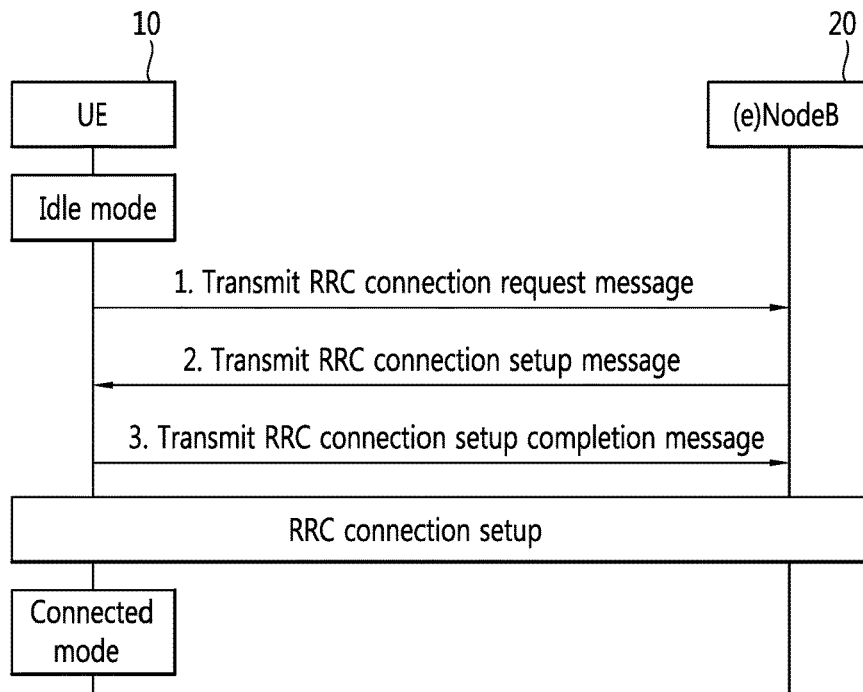 10
20
UE
(e)NodeB
Idle mode
1. Transmit RRC connection request message
2. Transmit RRC connection setup message
3. Transmit RRC connection setup completion message
RRC connection setup
Connected
mode